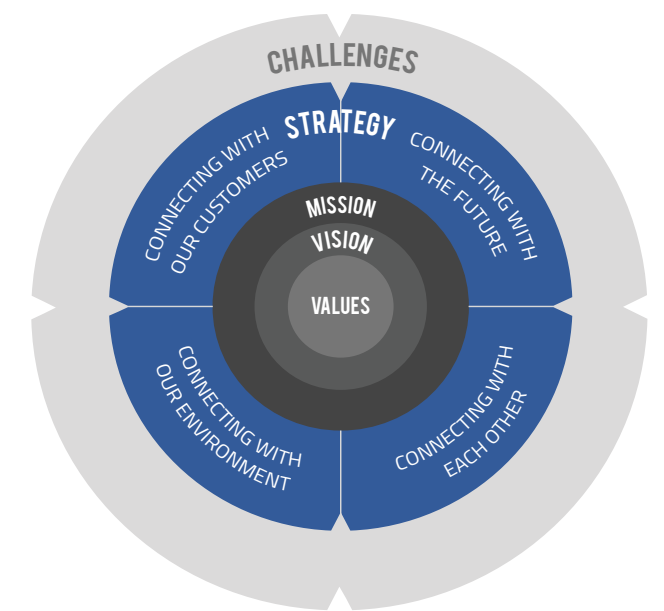 CHALLENGES
STRATEGY
CONNECTING WITH
OUR CUSTOMERS
CONNECTING WITH
THE FUTURE
MISSION
VISION
VALUES
CONNECTING WITH
OUR ENVIRONMENT
CONNECTING WITH
EACH OTHER